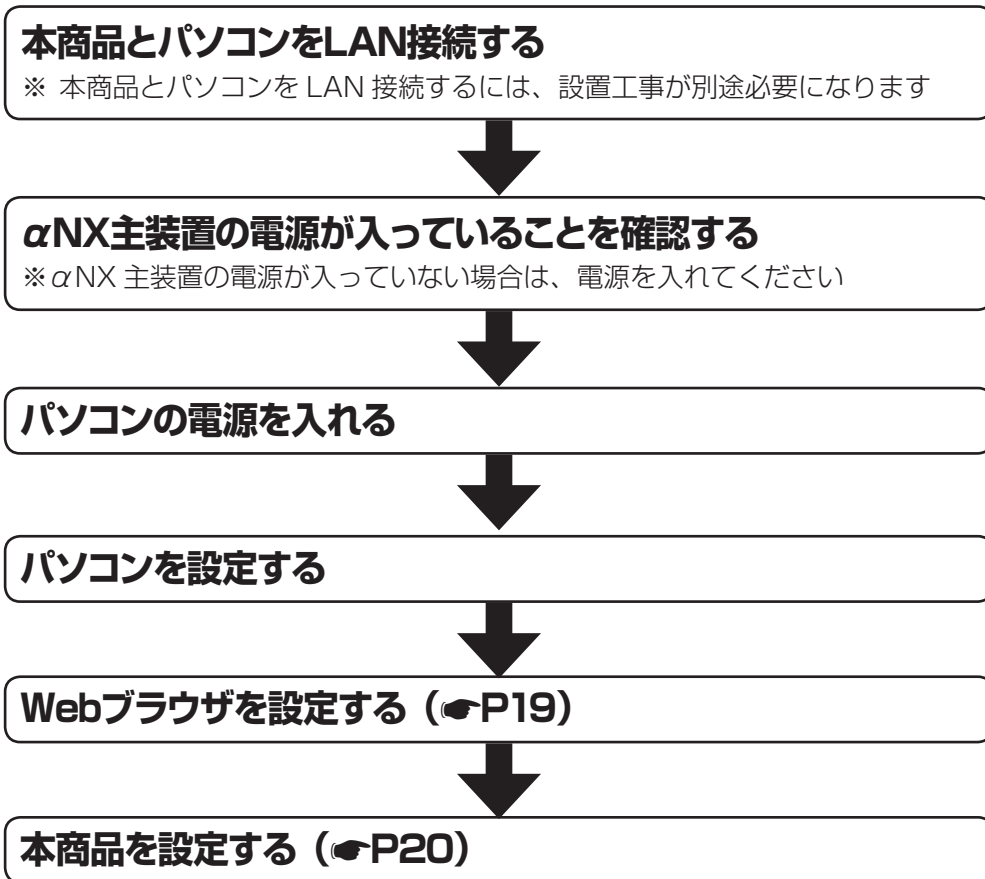 本商品とパソコンをLAN接続する
※ 本商品とパソコンを LAN 接続するには、設置工事が別途必要になります
αNX主装置の電源が入っていることを確認する
※αNX 主装置の電源が入っていない場合は、電源を入れてください
パソコンの電源を入れる
パソコンを設定する
Webブラウザを設定する（☛P19）
本商品を設定する（☛P20）